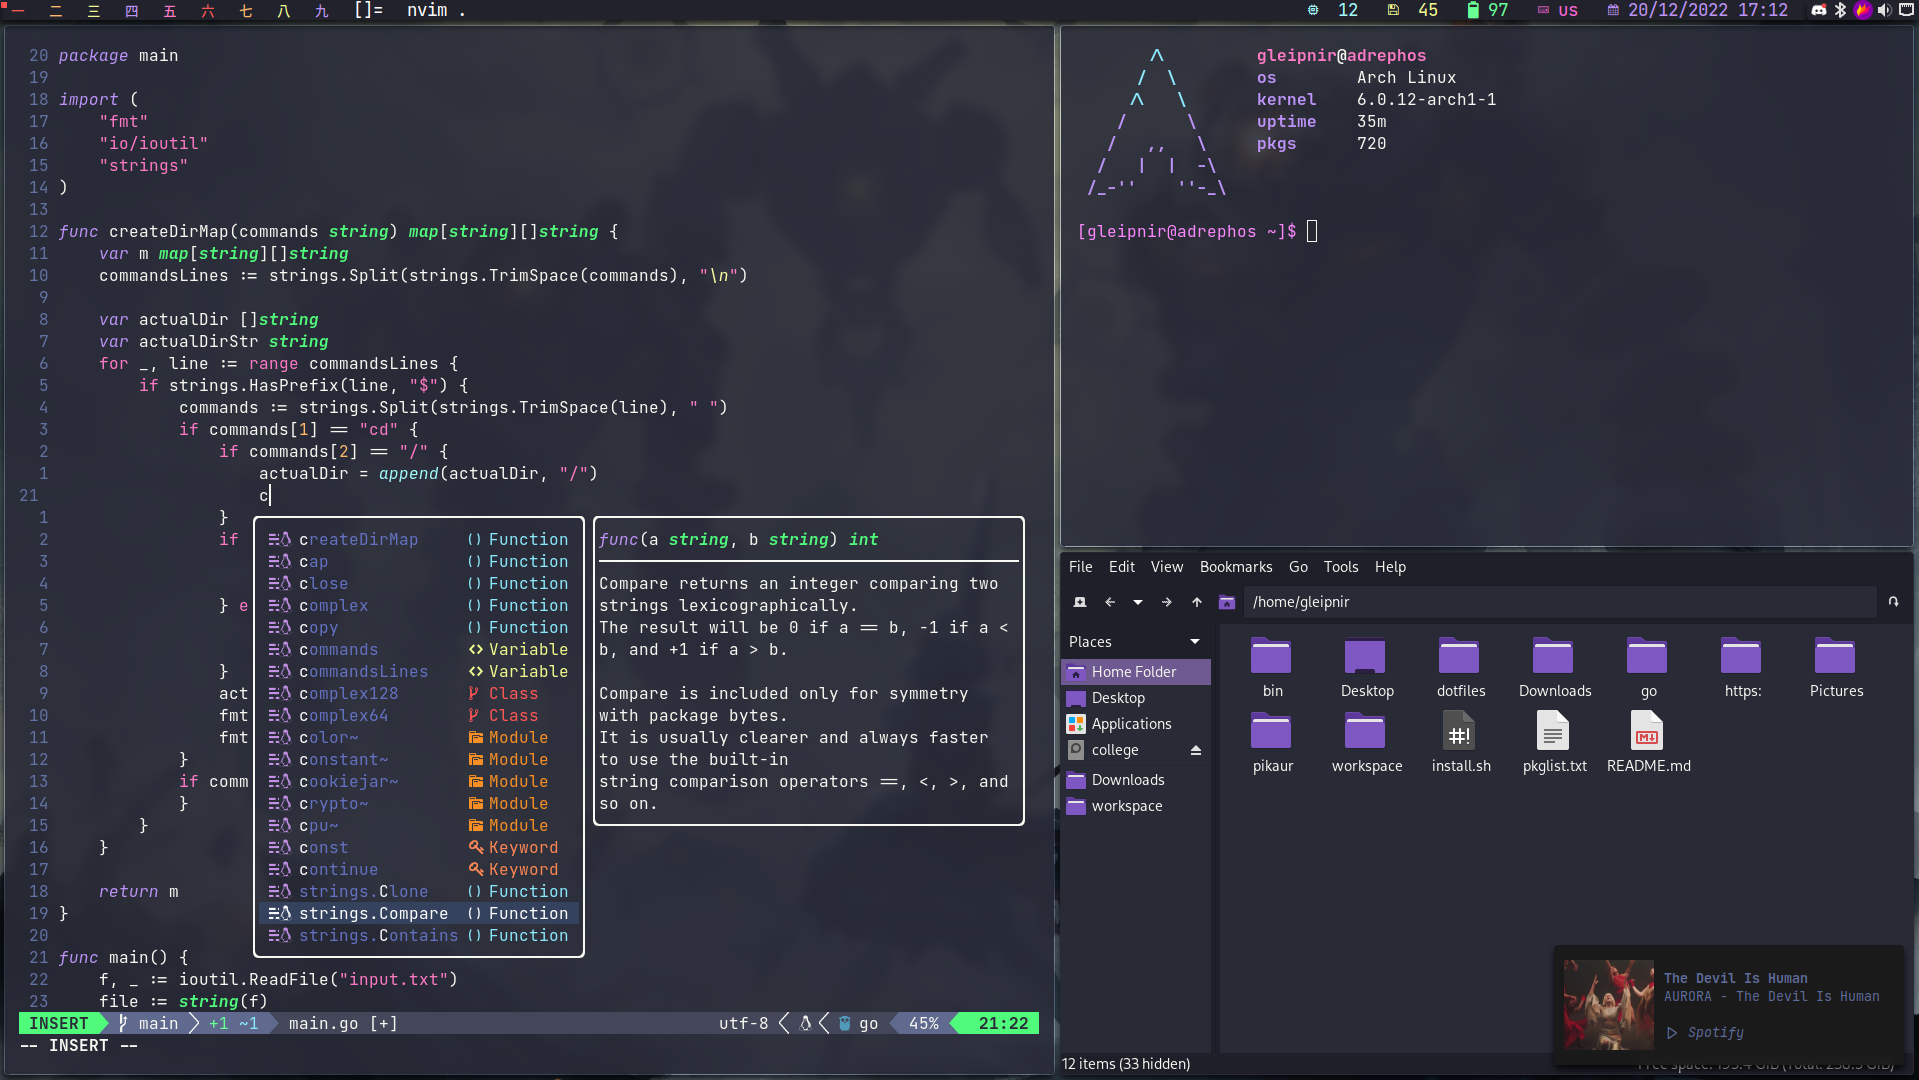 一 二 三 四 五 六 七 八 九 []= nvim .
12 45 97 us 20/12/2022 17:12
20 package main
19
18 import (
17 "fmt"
16 "io/ioutil"
15 "strings"
14 )
13
12 func createDirMap(commands string) map[string][]string {
11 var m map[string][]string
10 commandsLines := strings.Split(strings.TrimSpace(commands), "\n")
9
8 var actualDir []string
7 var actualDirStr string
6 for _, line := range commandsLines {
5 if strings.HasPrefix(line, "$") {
4 commands := strings.Split(strings.TrimSpace(line), " ")
3 if commands[1] == "cd" {
2 if commands[2] == "/" {
1 actualDir = append(actualDir, "/")
21 c
1 }
2 if
3
4
5 } e
6
7
8 }
9 act
10 fmt
11 fmt
12 }
13 if comm
14 }
15 }
16 }
17
18 return m
19 }
20
21 func main() {
22 f, _ := ioutil.ReadFile("input.txt")
23 file := string(f)
createDirMap () Function
cap () Function
close () Function
complex () Function
copy () Function
commands <> Variable
commandsLines <> Variable
complex128 Class
complex64 Class
color~ Module
constant~ Module
cookiejar~ Module
crypto~ Module
cpu~ Module
const Keyword
continue Keyword
strings.Clone () Function
strings.Compare () Function
strings.Contains () Function
func(a string, b string) int
Compare returns an integer comparing two
strings lexicographically.
The result will be 0 if a == b, -1 if a <
b, and +1 if a > b.
Compare is included only for symmetry
with package bytes.
It is usually clearer and always faster
to use the built-in
string comparison operators ==, <, >, and
so on.
INSERT main +1 ~1 main.go [+] utf-8 go 45% 21:22
-- INSERT --
gleipnir@adrephos
os Arch Linux
kernel 6.0.12-arch1-1
uptime 35m
pkgs 720
[gleipnir@adrephos ~]$
File Edit View Bookmarks Go Tools Help
/home/gleipnir
Places
Home Folder
Desktop
Applications
college
Downloads
workspace
bin Desktop dotfiles Downloads go https: Pictures
pikaur workspace install.sh pkglist.txt README.md
The Devil Is Human
AURORA - The Devil Is Human
Spotify
12 items (33 hidden)